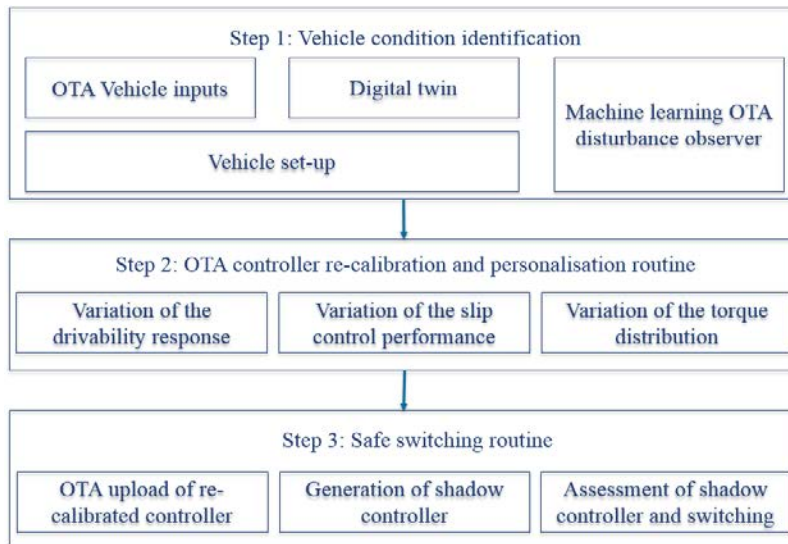 Step 1: Vehicle condition identification
OTA Vehicle inputs
Digital twin
Machine learning OTA
disturbance observer
Vehicle set-up
Step 2: OTA controller re-calibration and personalisation routine
Variation of the
drivability response
Variation of the slip
control performance
Variation of the torque
distribution
Step 3: Safe switching routine
OTA upload of re-
calibrated controller
Generation of shadow
controller
Assessment of shadow
controller and switching